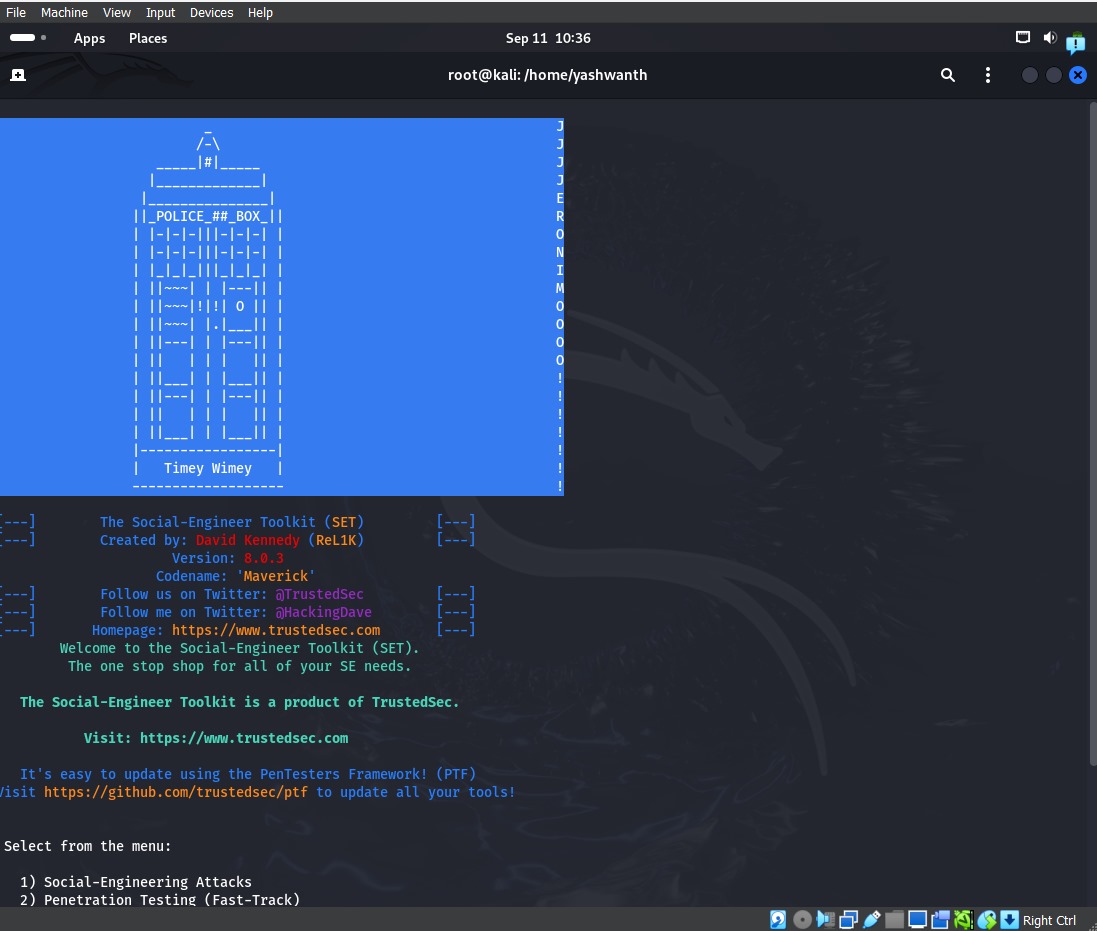 File Machine View Input Devices Help
Apps Places Sep 11 10:36
root@kali: /home/yashwanth
_ J
/-\ J
_____|#|_____ J
|_____________| J
|_______________| E
||_POLICE_##_BOX_|| R
| |-|-|-|||-|-|-| | O
| |-|-|-|||-|-|-| | N
| |_|_|_|||_|_|_| | I
| ||~~~| | |---|| | M
| ||~~~|!|!| O || | O
| ||~~~| |.|___|| | O
| ||---| | |---|| | O
| || | | | || | O
| ||___| | |___|| | !
| ||---| | |---|| | !
| || | | | || | !
| ||___| | |___|| | !
|-----------------| !
| Timey Wimey | !
------------------- !
[---] The Social-Engineer Toolkit (SET) [---]
[---] Created by: David Kennedy (ReL1K) [---]
Version: 8.0.3
Codename: 'Maverick'
[---] Follow us on Twitter: @TrustedSec [---]
[---] Follow me on Twitter: @HackingDave [---]
[---] Homepage: https://www.trustedsec.com [---]
Welcome to the Social-Engineer Toolkit (SET).
The one stop shop for all of your SE needs.
The Social-Engineer Toolkit is a product of TrustedSec.
Visit: https://www.trustedsec.com
It's easy to update using the PenTesters Framework! (PTF)
Visit https://github.com/trustedsec/ptf to update all your tools!
Select from the menu:
1) Social-Engineering Attacks
2) Penetration Testing (Fast-Track)
Right Ctrl